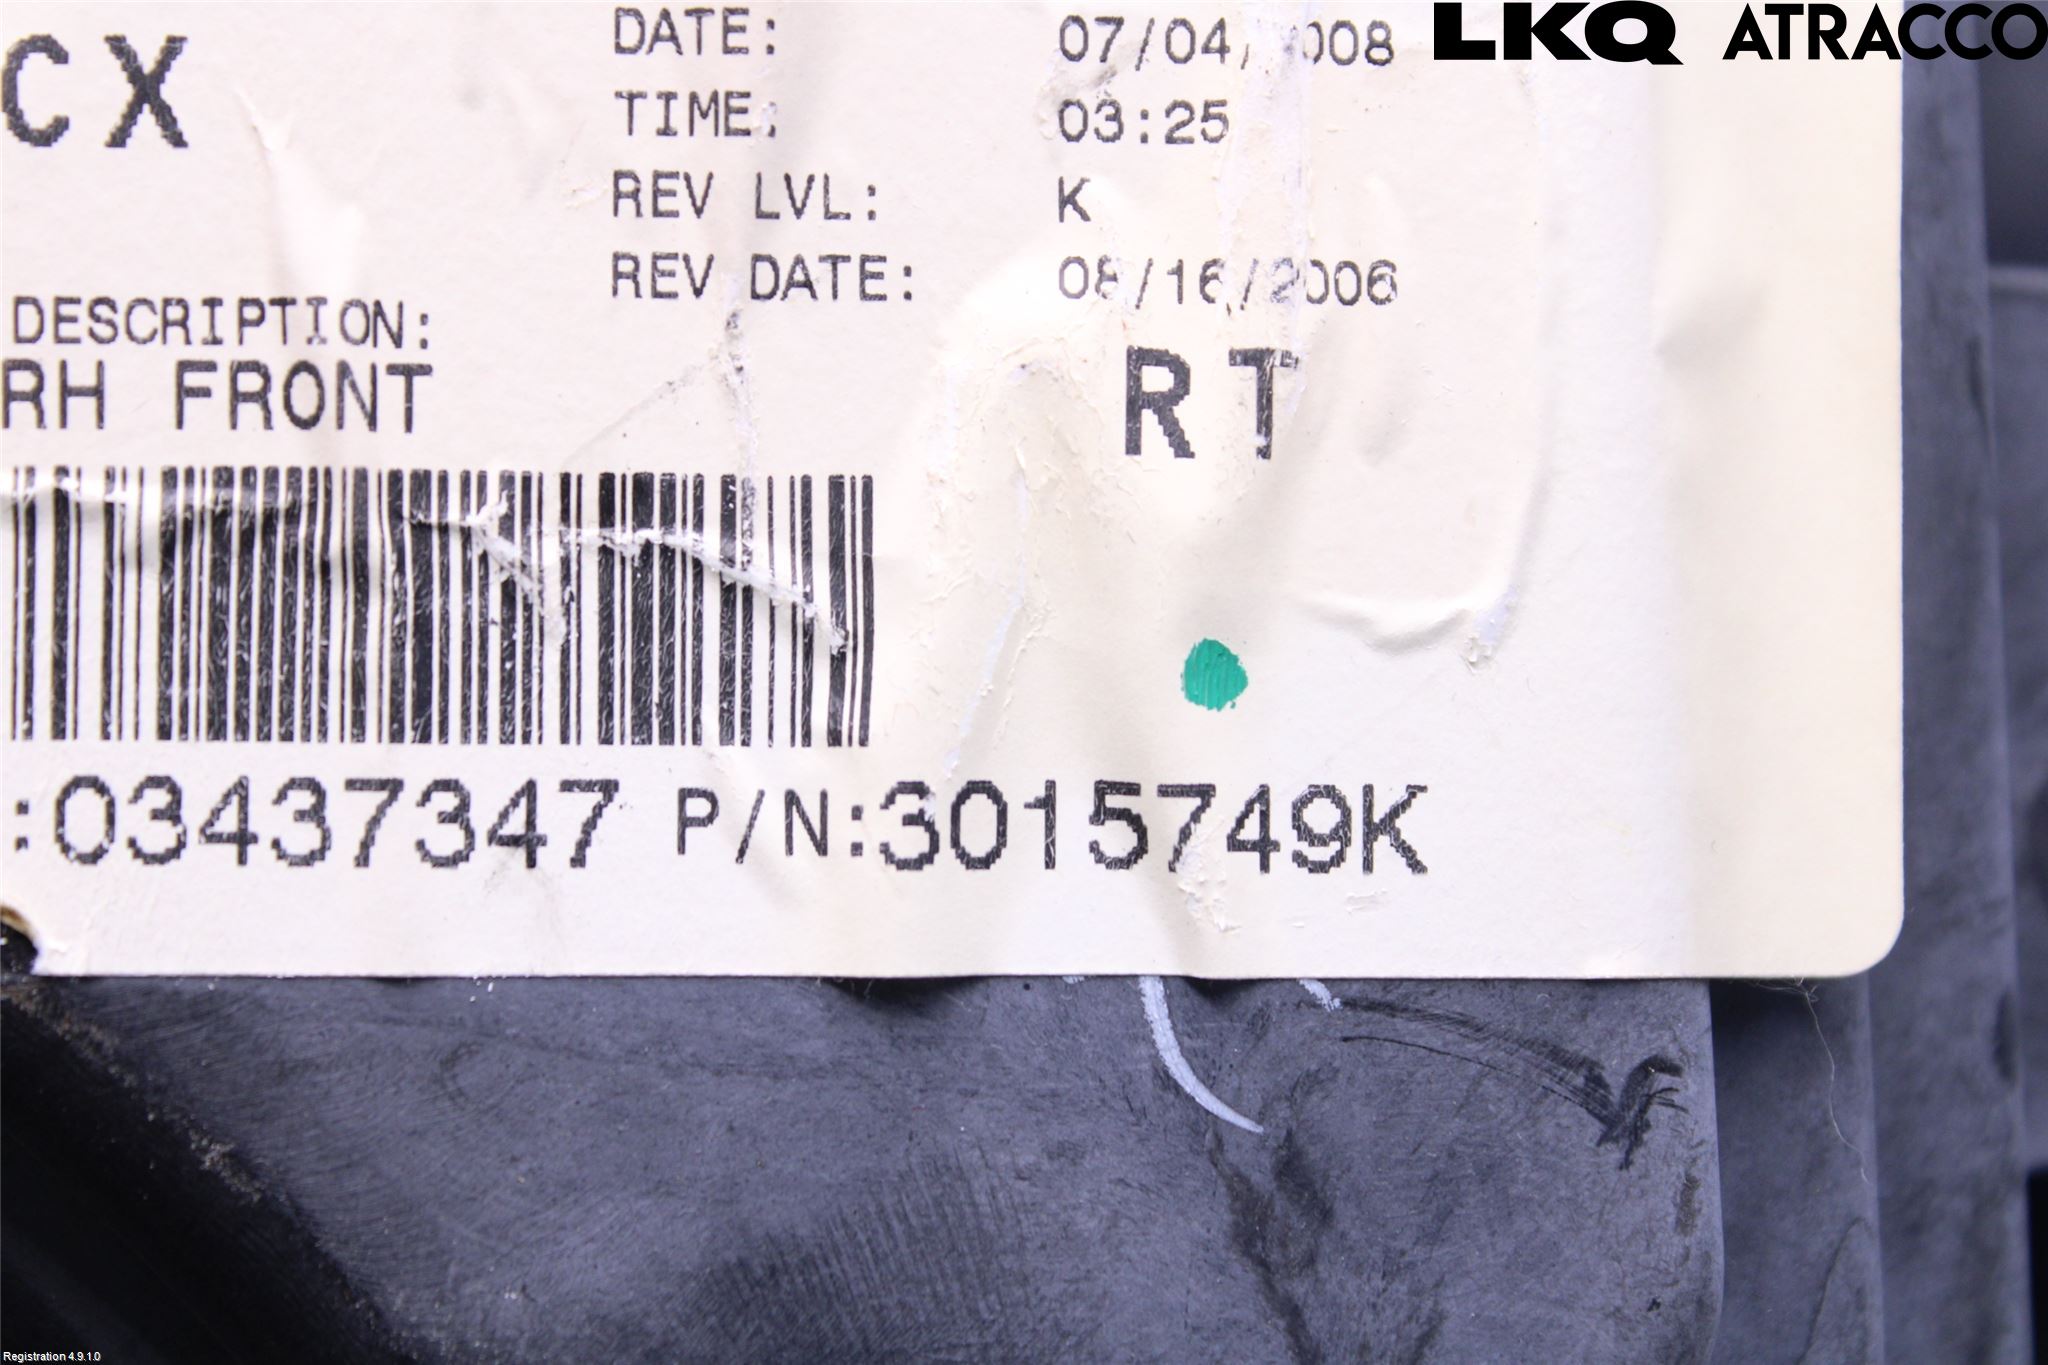 LKQ ATRACCO
CX
DATE: 07/04/ 008
TIME: 03:25
REV LVL: K
REV DATE: 08/16/2006
DESCRIPTION:
RH FRONT
RT
:03437347 P/N:3015749K
Registration 4.9.1.0